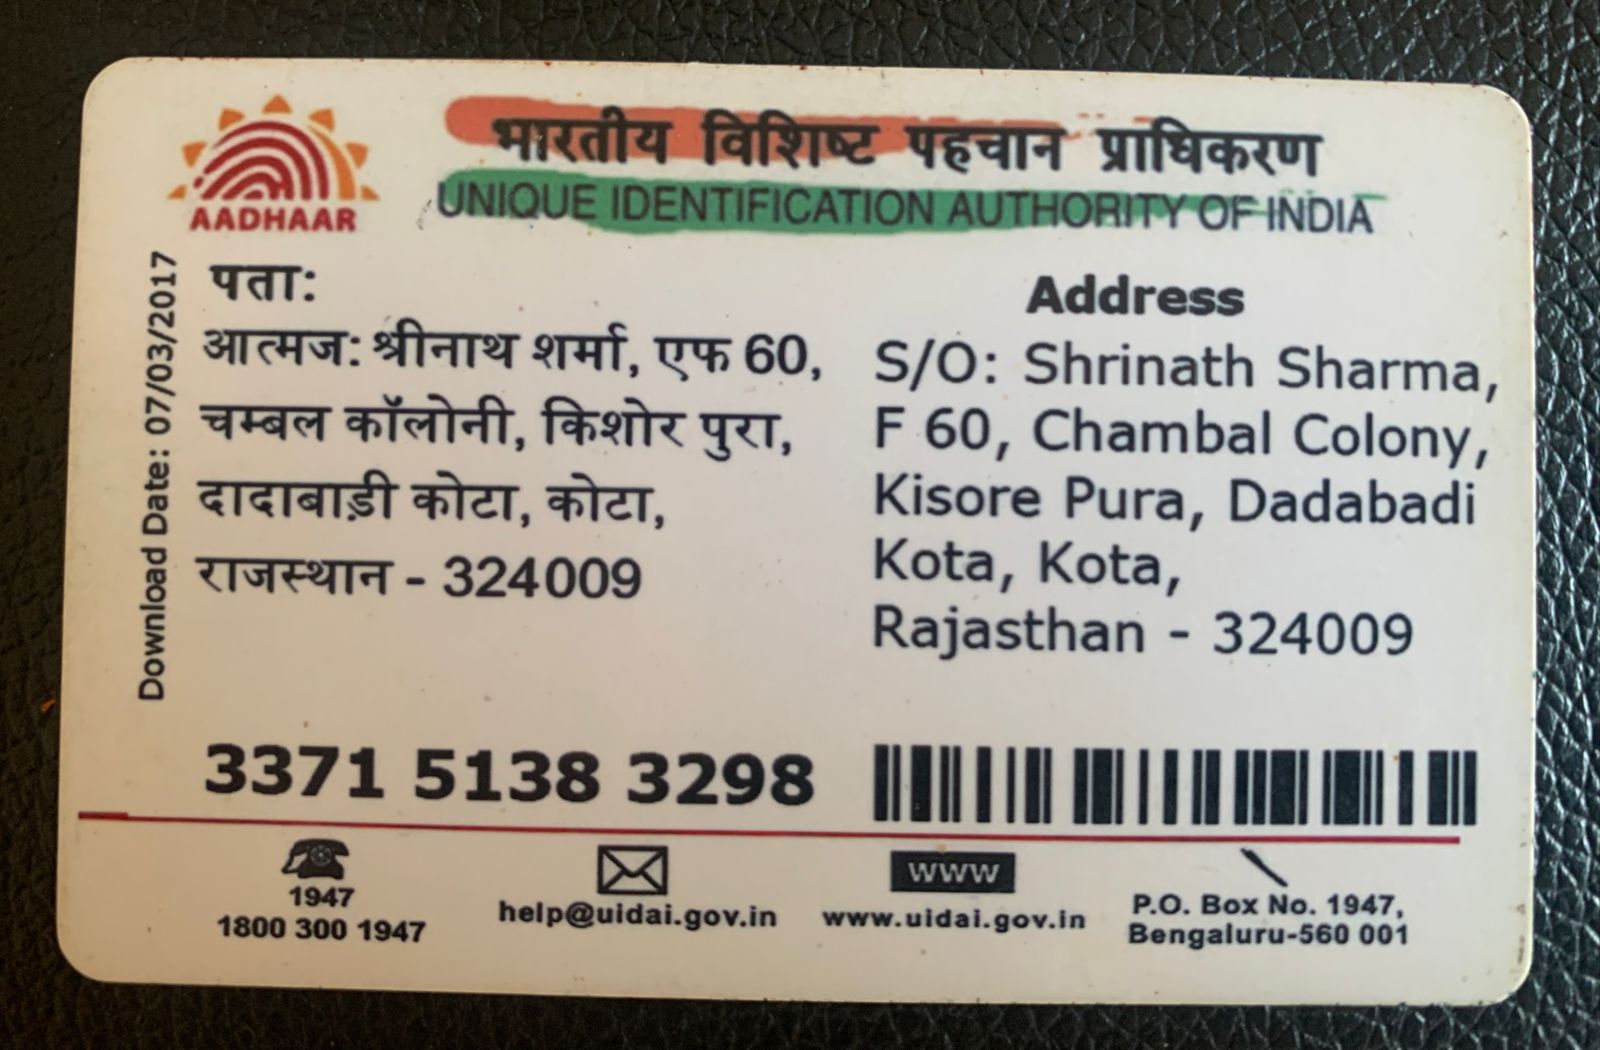 भारतीय विशिष्ट पहचान प्राधिकरण
UNIQUE IDENTIFICATION AUTHORITY OF INDIA
AADHAAR
Download Date: 07/03/2017
पता:
आत्मज: श्रीनाथ शर्मा, एफ 60,
चम्बल कॉलोनी, किशोर पुरा,
दादाबाड़ी कोटा, कोटा,
राजस्थान - 324009
Address
S/O: Shrinath Sharma,
F 60, Chambal Colony,
Kisore Pura, Dadabadi
Kota, Kota,
Rajasthan - 324009
3371 5138 3298
1947
1800 300 1947
help@uidai.gov.in
www
www.uidai.gov.in
P.O. Box No. 1947,
Bengaluru-560 001